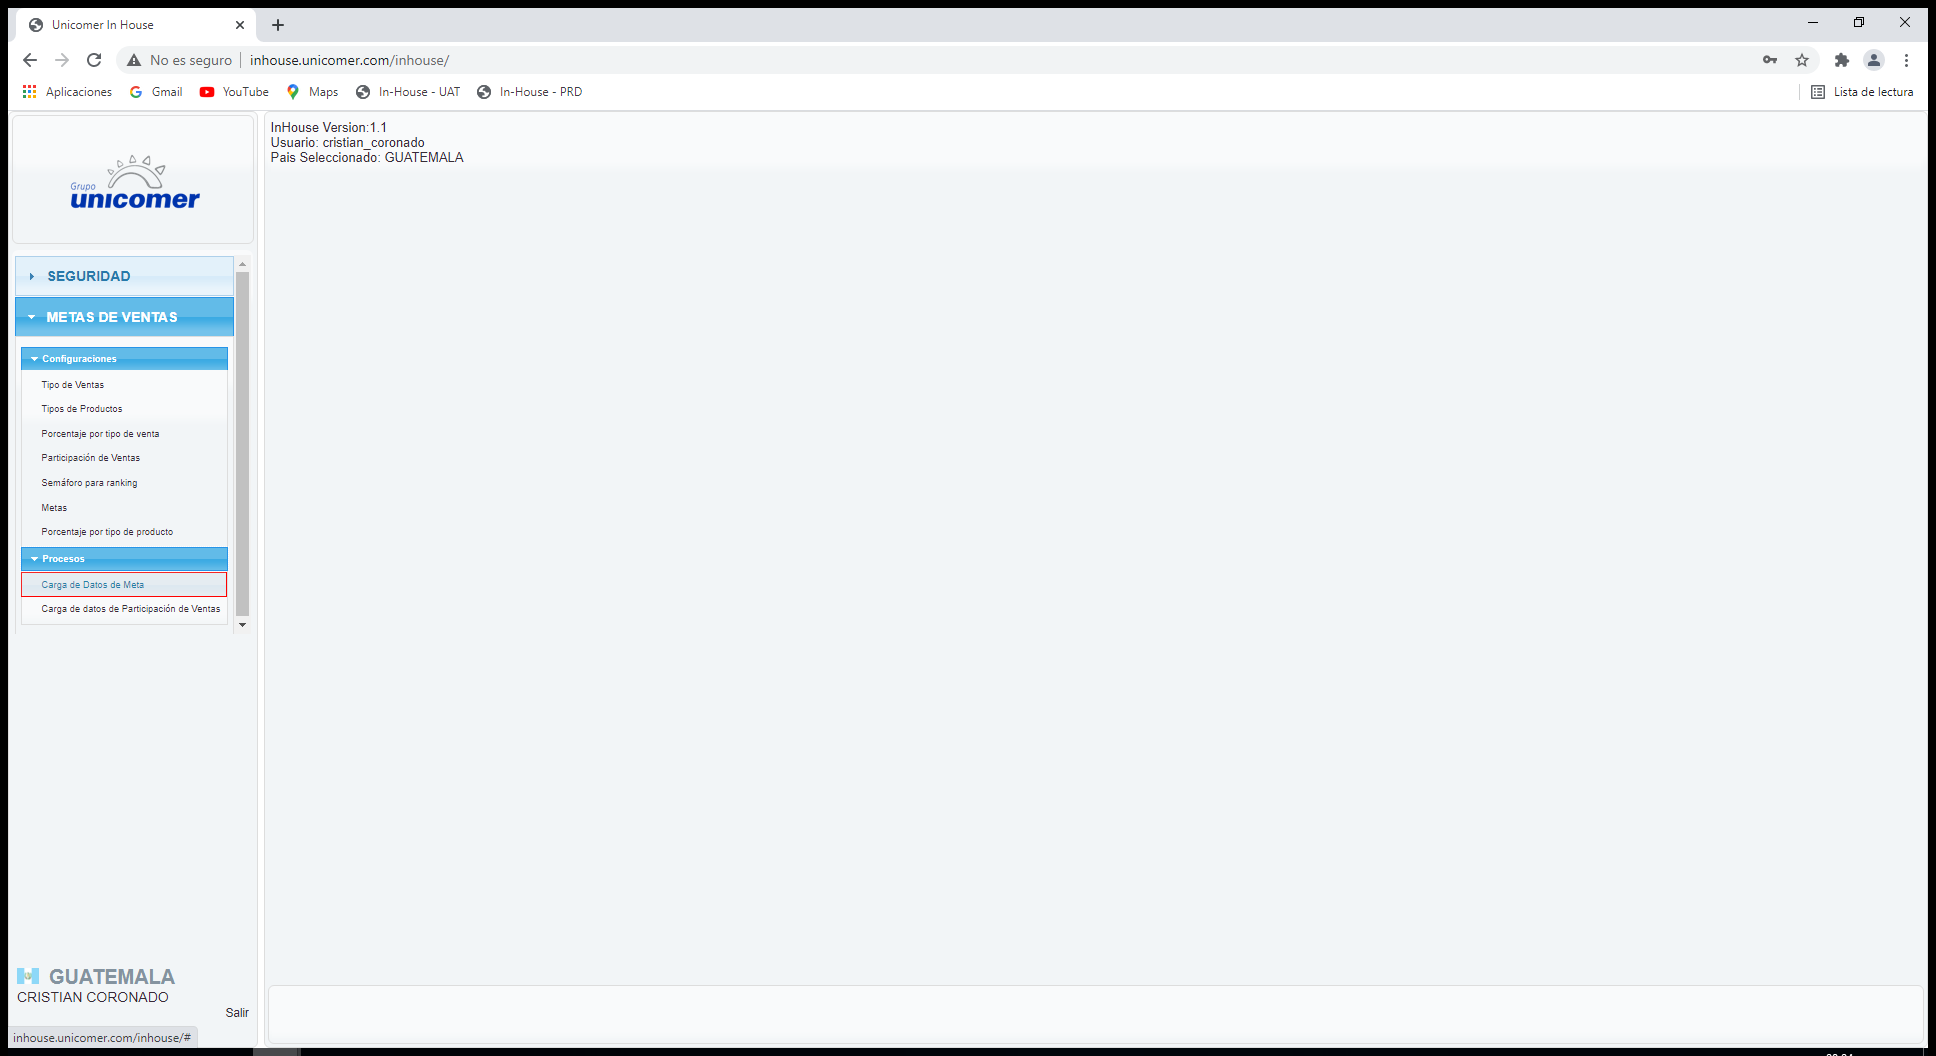 Unicomer In House
No es seguro inhouse.unicomer.com/inhouse/
Aplicaciones Gmail YouTube Maps In-House - UAT In-House - PRD Lista de lectura
Grupo
unicomer
InHouse Version:1.1
Usuario: cristian_coronado
Pais Seleccionado: GUATEMALA
SEGURIDAD
METAS DE VENTAS
Configuraciones
Tipo de Ventas
Tipos de Productos
Porcentaje por tipo de venta
Participación de Ventas
Semáforo para ranking
Metas
Porcentaje por tipo de producto
Procesos
Carga de Datos de Meta
Carga de datos de Participación de Ventas
GUATEMALA
CRISTIAN CORONADO
Salir
inhouse.unicomer.com/inhouse/#